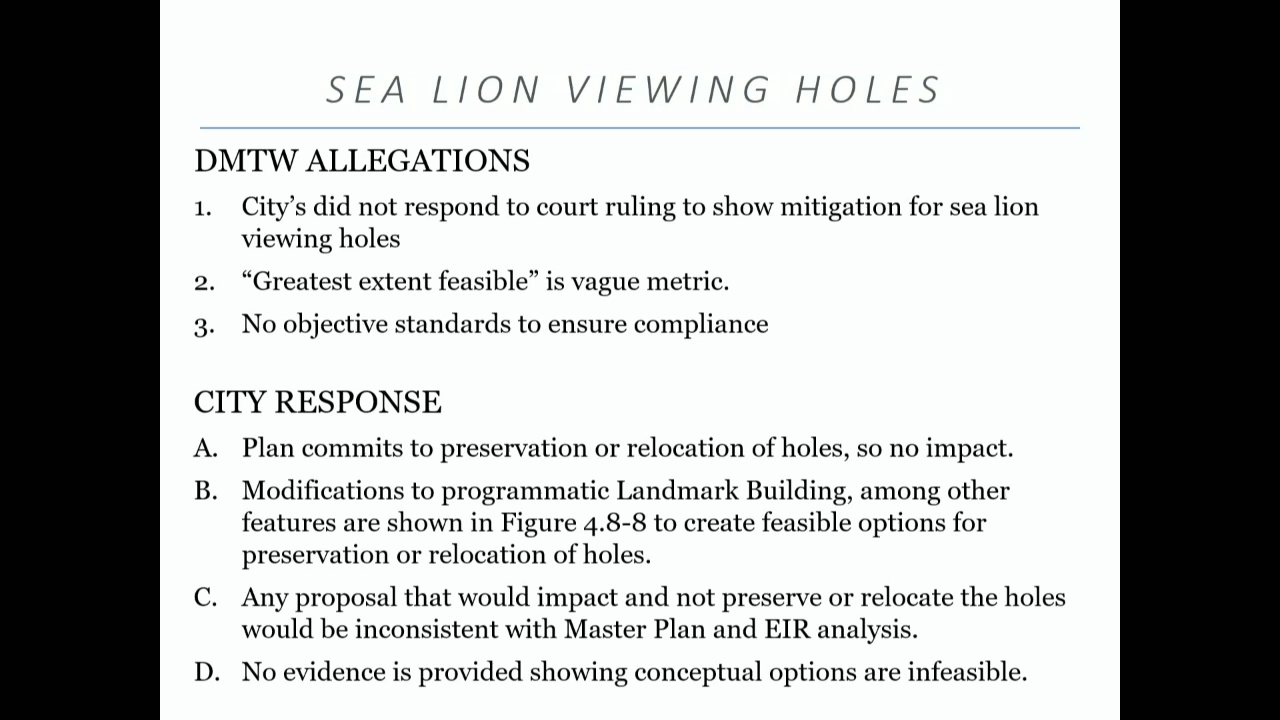 SEA LION VIEWING HOLES
DMTW ALLEGATIONS
1. City’s did not respond to court ruling to show mitigation for sea lion
viewing holes
2. “Greatest extent feasible” is vague metric.
3. No objective standards to ensure compliance
CITY RESPONSE
A. Plan commits to preservation or relocation of holes, so no impact.
B. Modifications to programmatic Landmark Building, among other
features are shown in Figure 4.8-8 to create feasible options for
preservation or relocation of holes.
C. Any proposal that would impact and not preserve or relocate the holes
would be inconsistent with Master Plan and EIR analysis.
D. No evidence is provided showing conceptual options are infeasible.